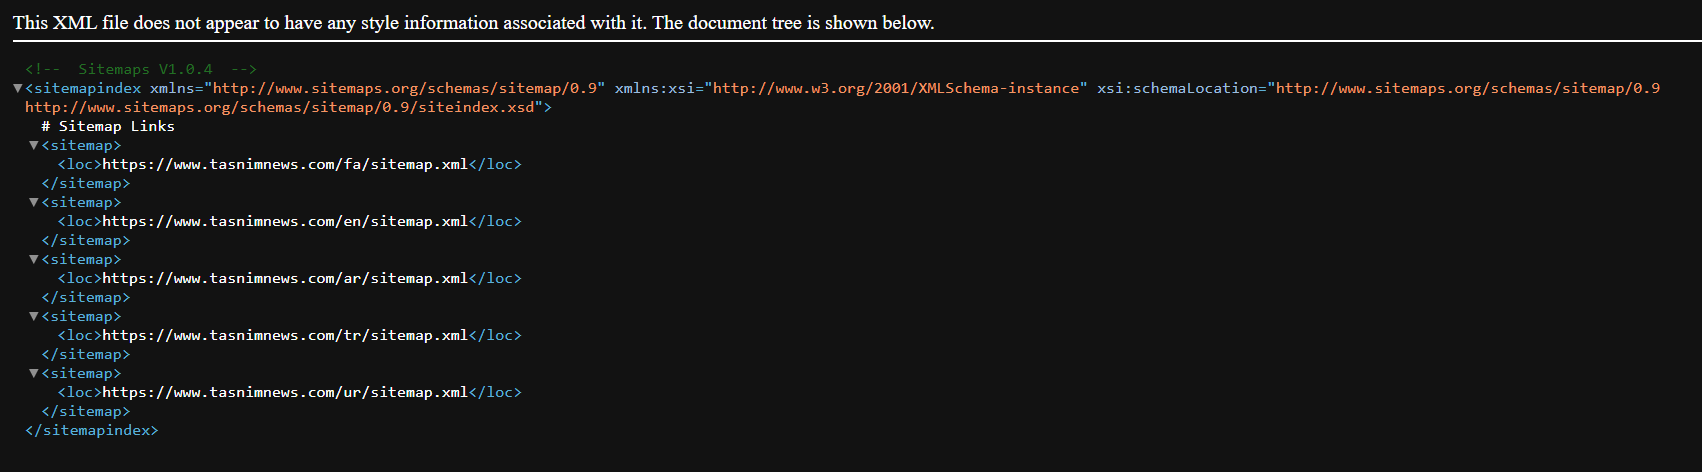 This XML file does not appear to have any style information associated with it. The document tree is shown below.
<!--  Sitemaps V1.0.4  -->
▼<sitemapindex xmlns="http://www.sitemaps.org/schemas/sitemap/0.9" xmlns:xsi="http://www.w3.org/2001/XMLSchema-instance" xsi:schemaLocation="http://www.sitemaps.org/schemas/sitemap/0.9
http://www.sitemaps.org/schemas/sitemap/0.9/siteindex.xsd">
# Sitemap Links
▼<sitemap>
<loc>https://www.tasnimnews.com/fa/sitemap.xml</loc>
</sitemap>
▼<sitemap>
<loc>https://www.tasnimnews.com/en/sitemap.xml</loc>
</sitemap>
▼<sitemap>
<loc>https://www.tasnimnews.com/ar/sitemap.xml</loc>
</sitemap>
▼<sitemap>
<loc>https://www.tasnimnews.com/tr/sitemap.xml</loc>
</sitemap>
▼<sitemap>
<loc>https://www.tasnimnews.com/ur/sitemap.xml</loc>
</sitemap>
</sitemapindex>